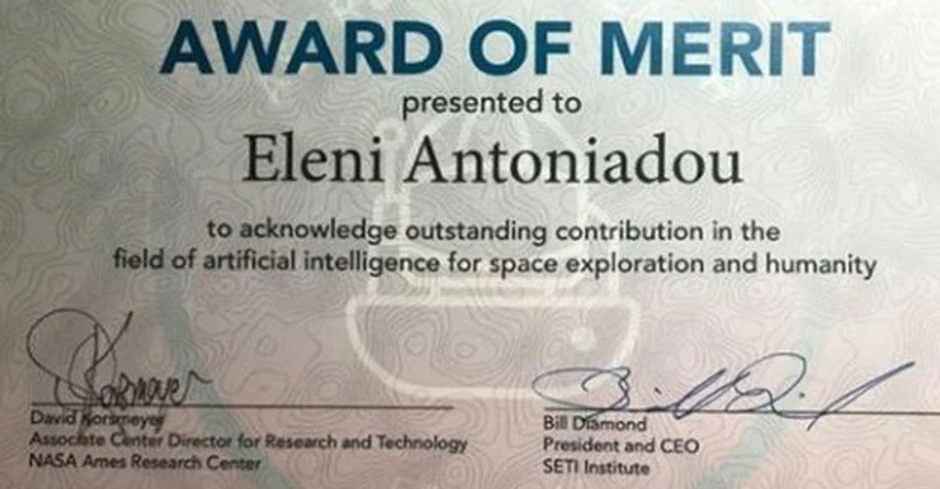 AWARD OF MERIT
presented to
Eleni Antoniadou
to acknowledge outstanding contribution in the
field of artificial intelligence for space exploration and humanity
David Korsmeyer
Associate Center Director for Research and Technology
NASA Ames Research Center
Bill Diamond
President and CEO
SETI Institute